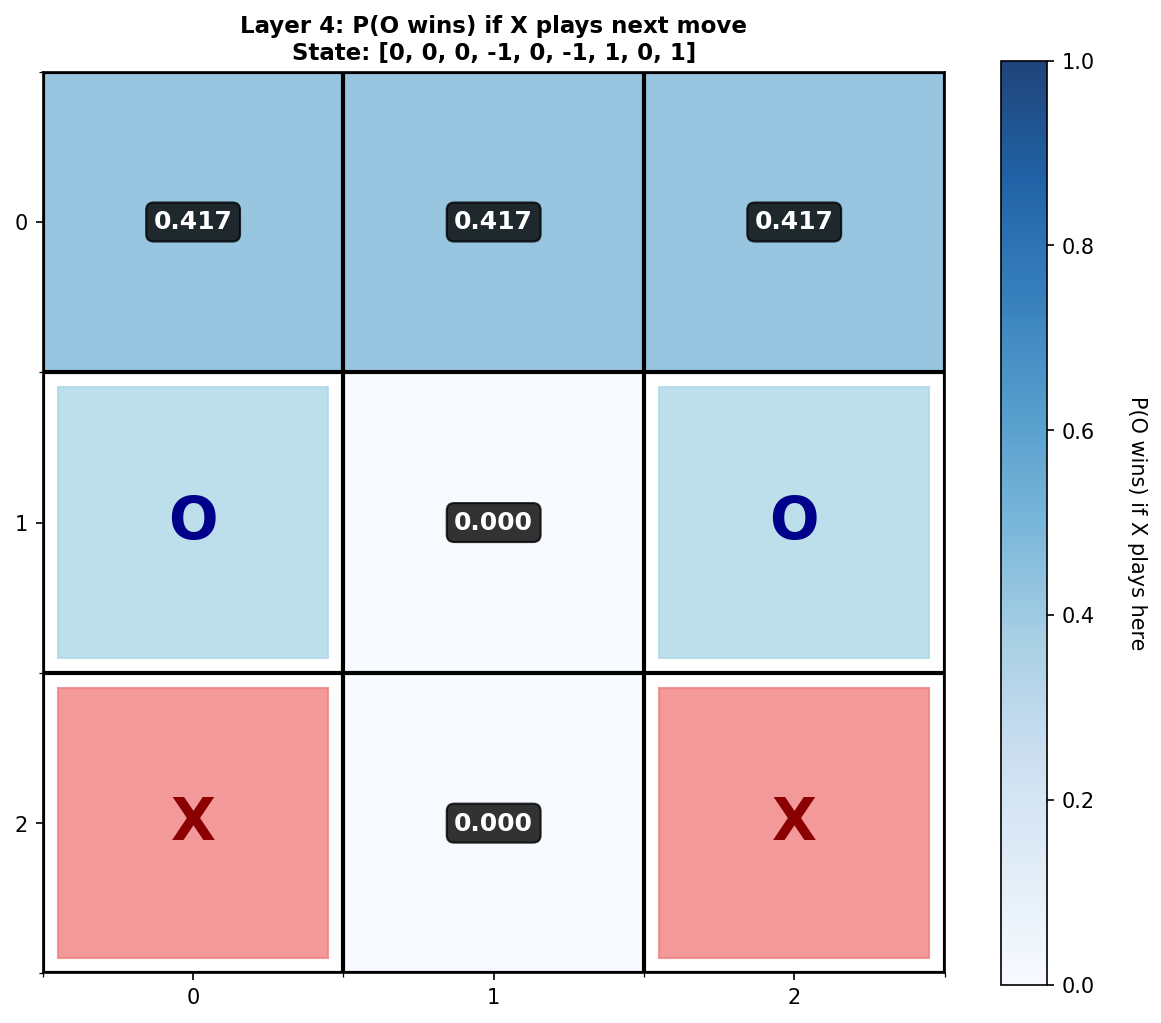 Layer 4: P(O wins) if X plays next move
State: [0, 0, 0, -1, 0, -1, 1, 0, 1]
0
0.417
0.417
0.417
1
O
0.000
O
2
X
0.000
X
0
1
2
1.0
0.8
0.6
0.4
0.2
0.0
P(O wins) if X plays here